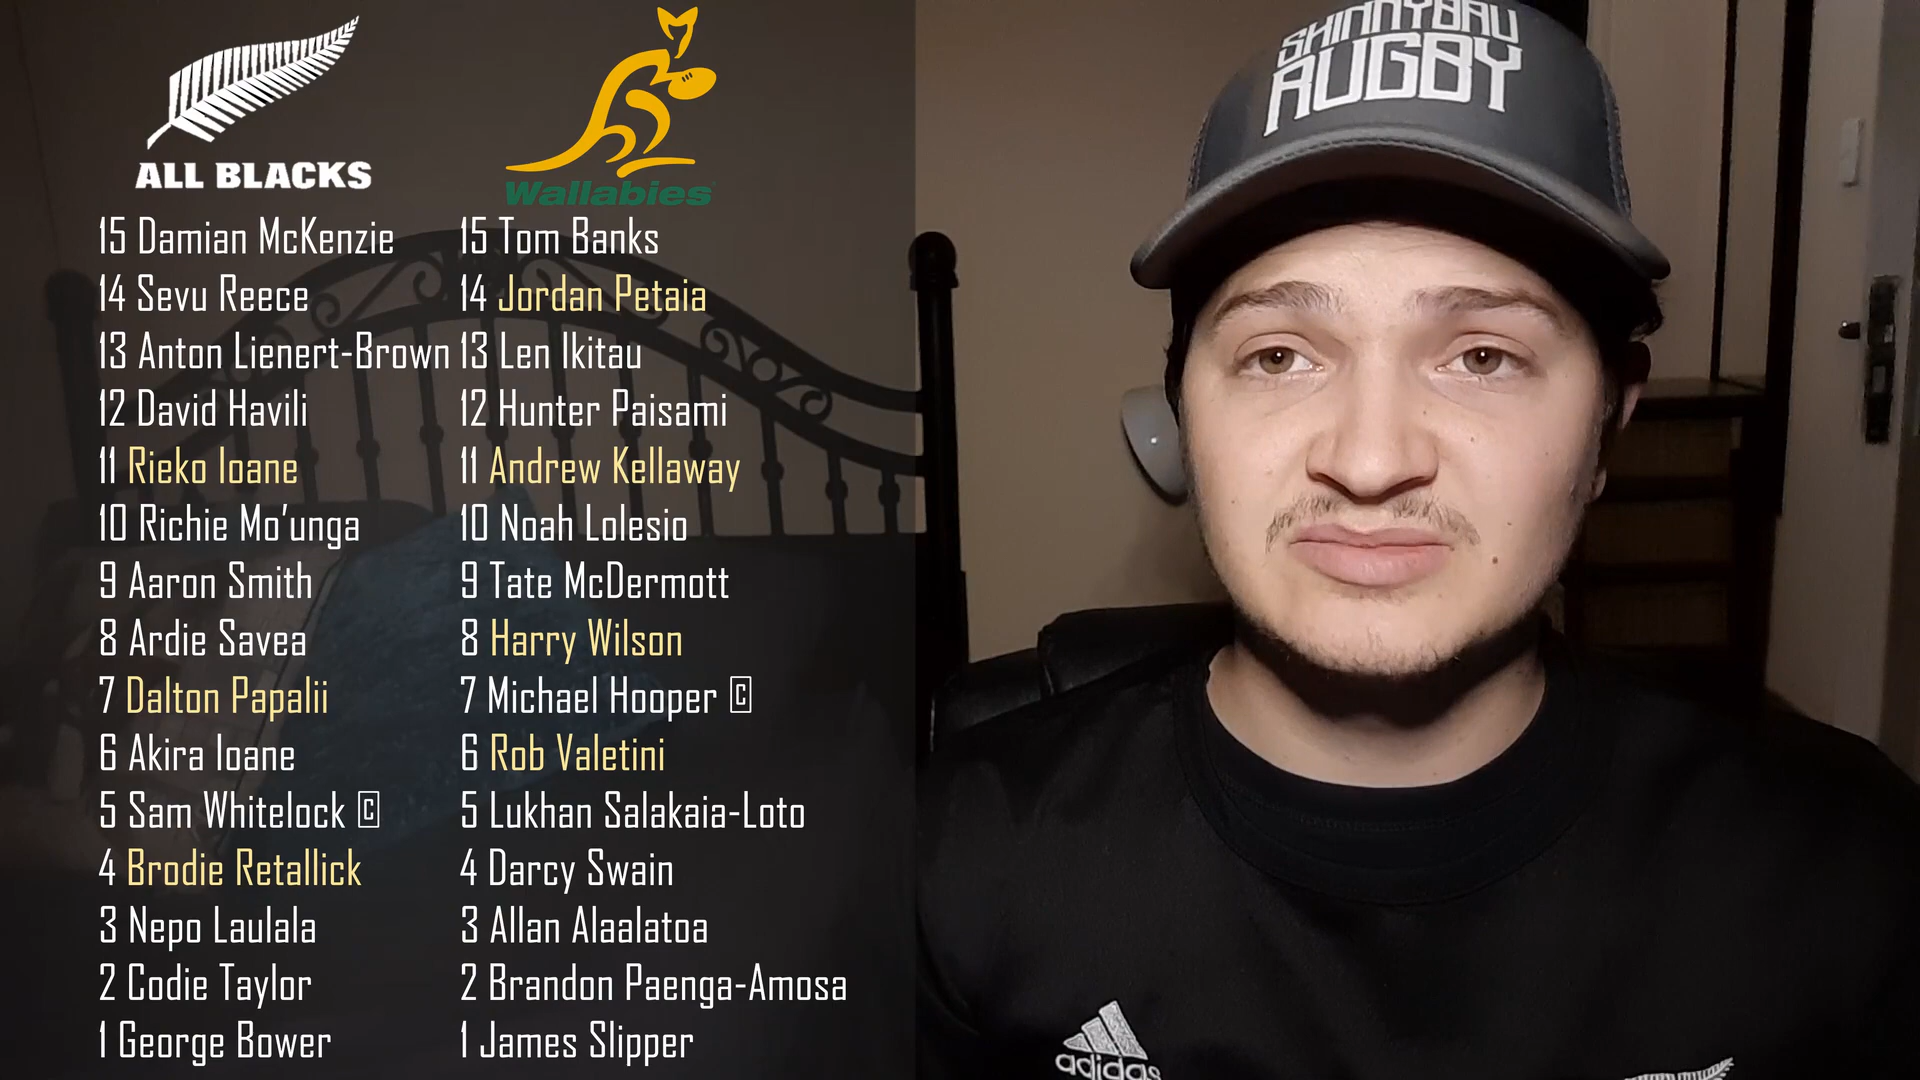 ALL BLACKS
15 Damian McKenzie
14 Sevu Reece
13 Anton Lienert-Brown
12 David Havili
11 Rieko Ioane
10 Richie Mo'unga
9 Aaron Smith
8 Ardie Savea
7 Dalton Papalii
6 Akira Ioane
5 Sam Whitelock ©
4 Brodie Retallick
3 Nepo Laulala
2 Codie Taylor
1 George Bower
Wallabies
15 Tom Banks
14 Jordan Petaia
13 Len Ikitau
12 Hunter Paisami
11 Andrew Kellaway
10 Noah Lolesio
9 Tate McDermott
8 Harry Wilson
7 Michael Hooper ©
6 Rob Valetini
5 Lukhan Salakaia-Loto
4 Darcy Swain
3 Allan Alaalatoa
2 Brandon Paenga-Amosa
1 James Slipper
SKINNYBRU
RUGBY
adidas